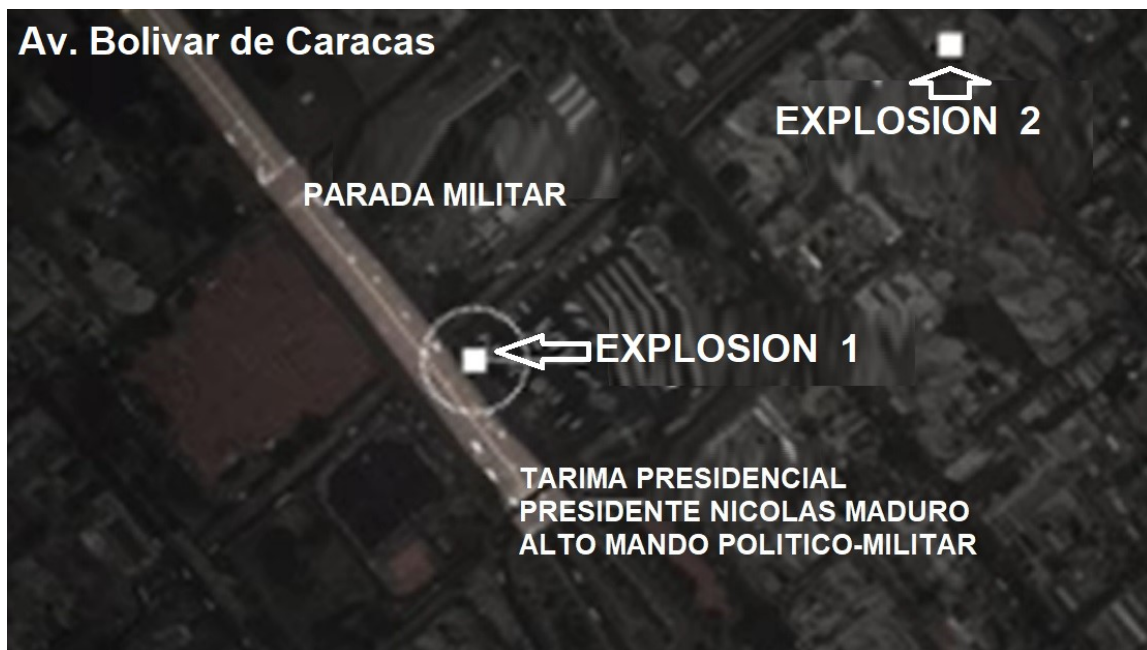 Av. Bolivar de Caracas
EXPLOSION 2
PARADA MILITAR
EXPLOSION 1
TARIMA PRESIDENCIAL
PRESIDENTE NICOLAS MADURO
ALTO MANDO POLITICO-MILITAR